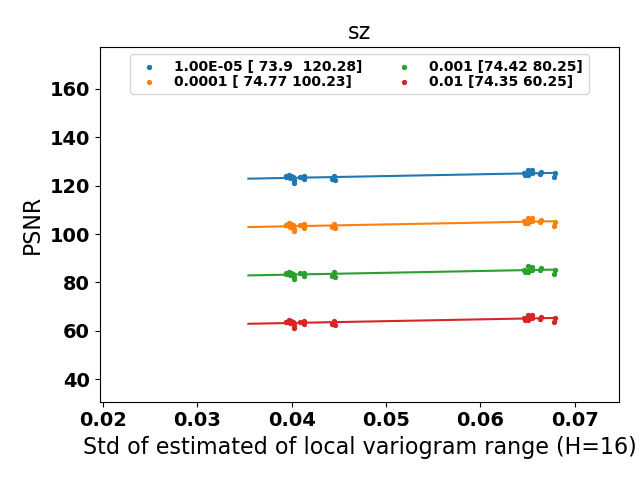 sz
1.00E-05 [ 73.9  120.28]
0.0001 [ 74.77 100.23]
0.001 [74.42 80.25]
0.01 [74.35 60.25]
PSNR
160
140
120
100
80
60
40
0.02 0.03 0.04 0.05 0.06 0.07
Std of estimated of local variogram range (H=16)